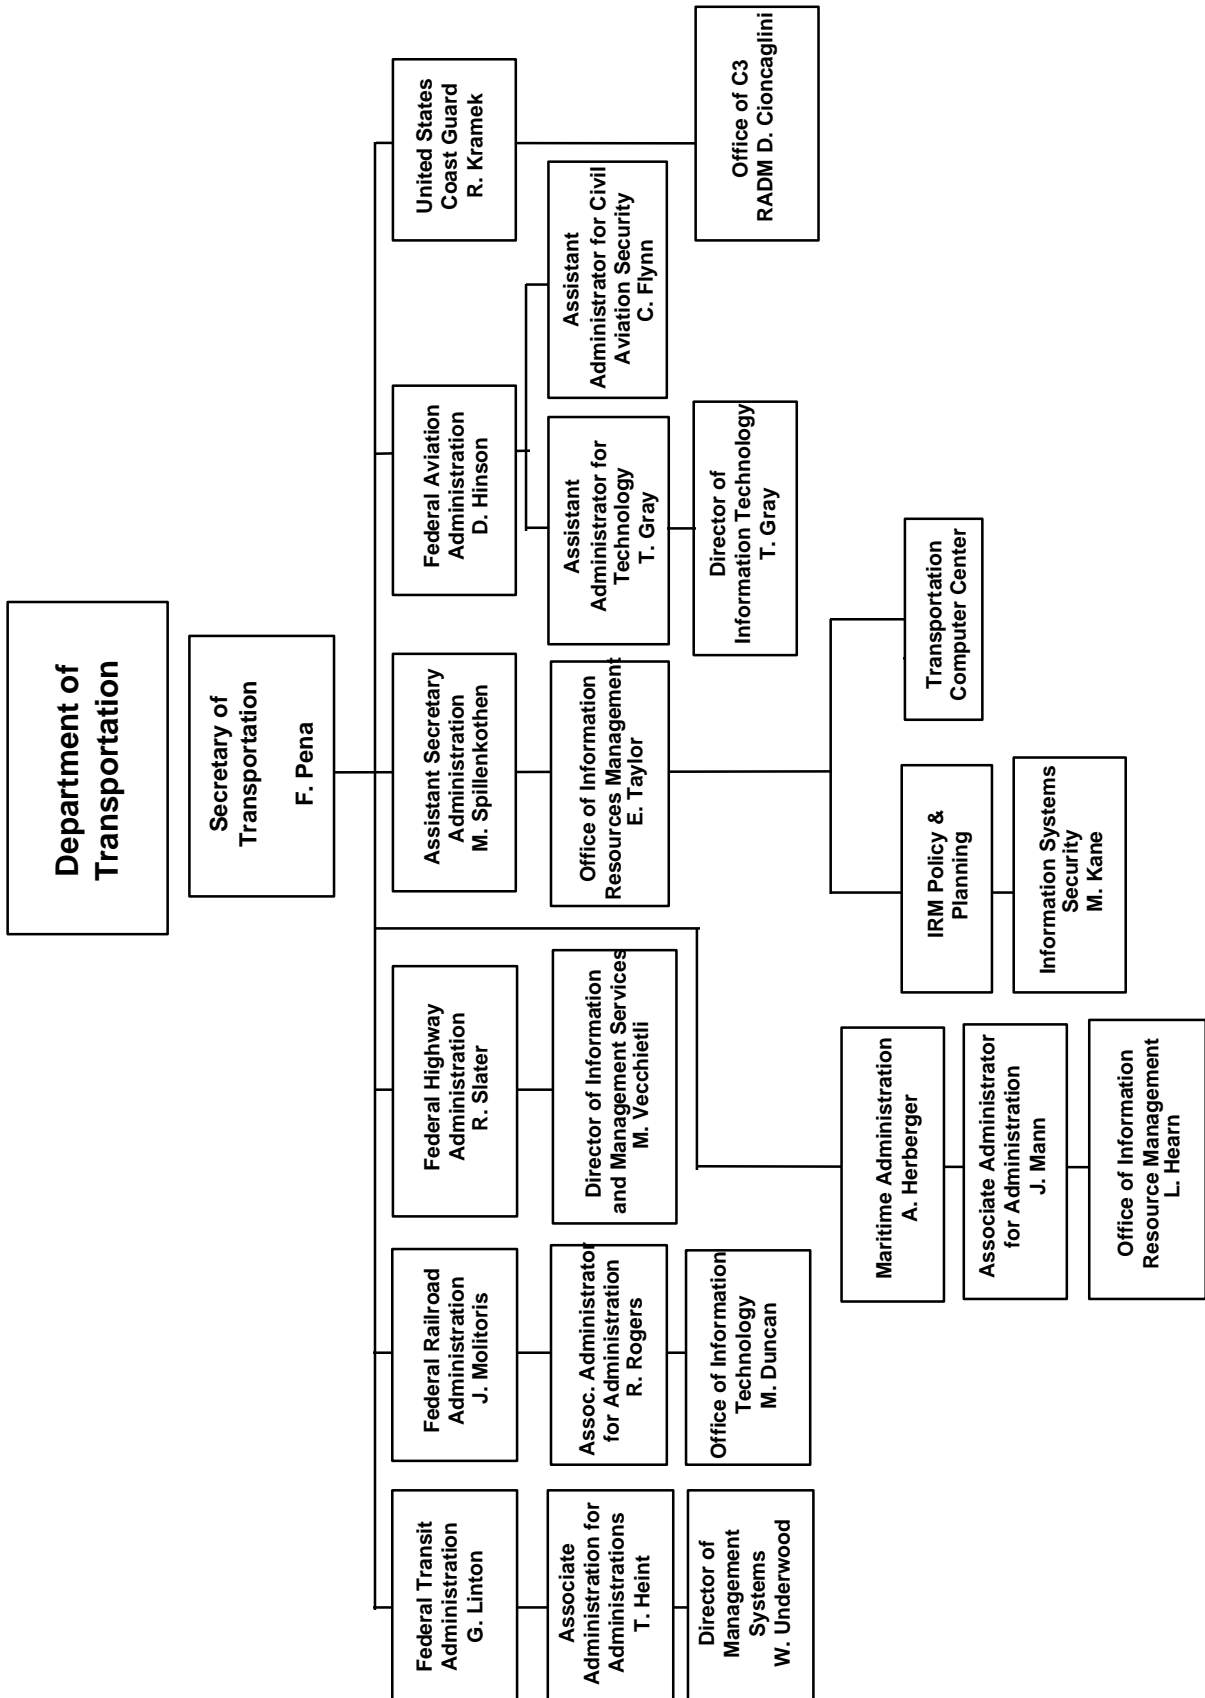 Department of
Transportation
Secretary of
Transportation
F. Pena
Federal Transit
Administration
G. Linton
Federal Railroad
Administration
J. Molitoris
Federal Highway
Administration
R. Slater
Assistant Secretary
Administration
M. Spillenkothen
Federal Aviation
Administration
D. Hinson
United States
Coast Guard
R. Kramek
Associate
Administration for
Administrations
T. Heint
Assoc. Administrator
for Administration
R. Rogers
Director of Information
and Management Services
M. Vecchietli
Office of Information
Resources Management
E. Taylor
Assistant
Administrator for
Technology
T. Gray
Assistant
Administrator for Civil
Aviation Security
C. Flynn
Director of
Management
Systems
W. Underwood
Office of Information
Technology
M. Duncan
Director of
Information Technology
T. Gray
Office of C3
RADM D. Cioncaglini
Maritime Administration
A. Herberger
IRM Policy &
Planning
Transportation
Computer Center
Associate Administrator
for Administration
J. Mann
Information Systems
Security
M. Kane
Office of Information
Resource Management
L. Hearn